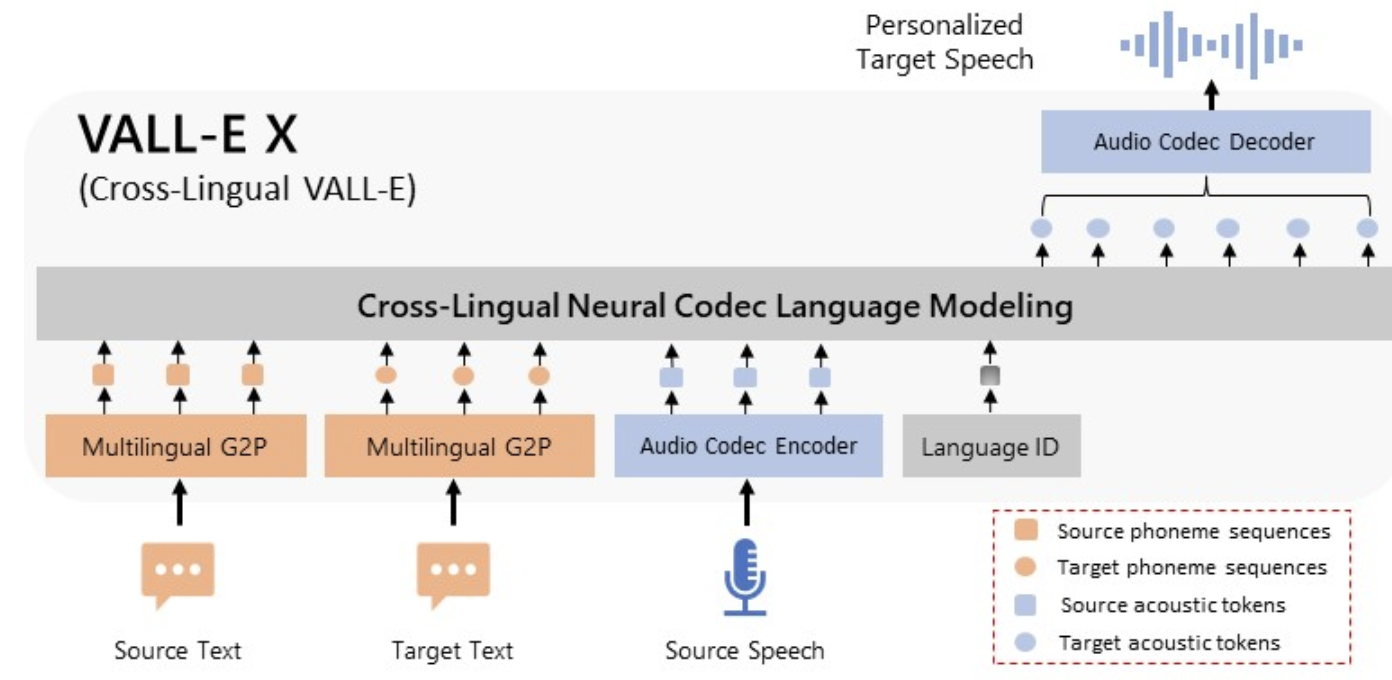 Personalized
Target Speech
VALL-E X
(Cross-Lingual VALL-E)
Audio Codec Decoder
Cross-Lingual Neural Codec Language Modeling
Multilingual G2P
Multilingual G2P
Audio Codec Encoder
Language ID
Source Text
Target Text
Source Speech
Source phoneme sequences
Target phoneme sequences
Source acoustic tokens
Target acoustic tokens